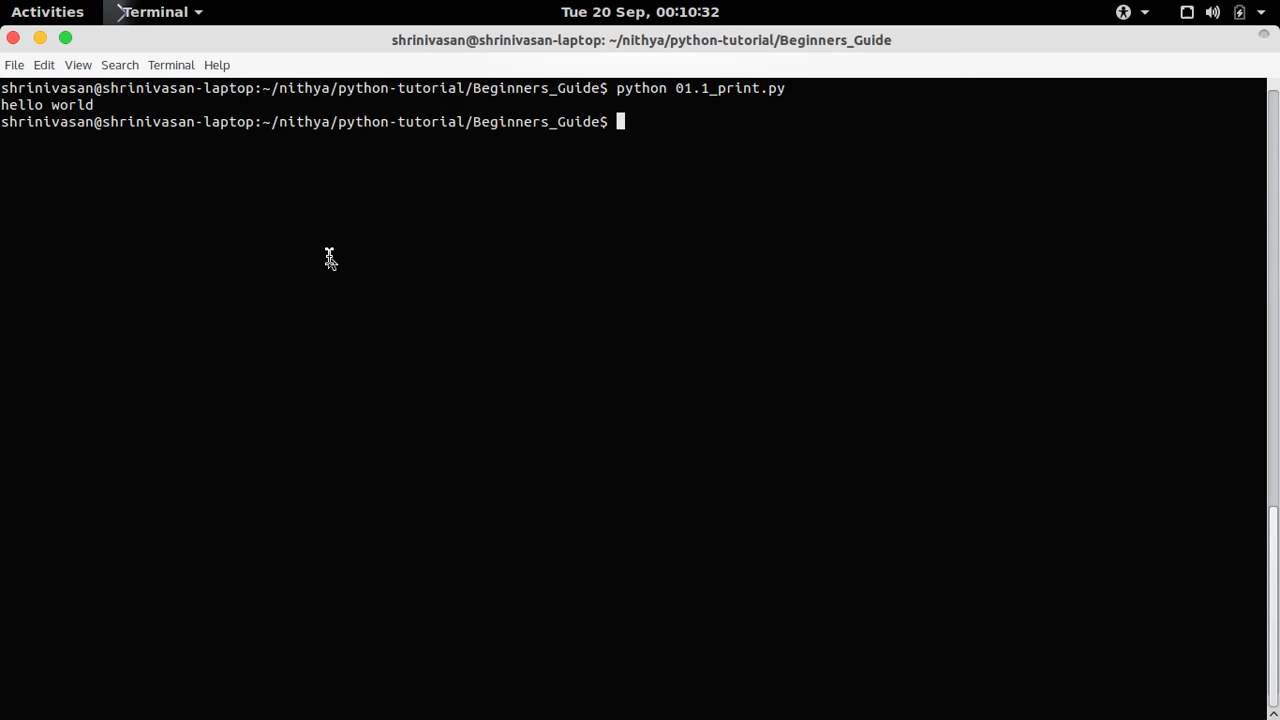 Activities Terminal Tue 20 Sep, 00:10:32
shrinivasan@shrinivasan-laptop: ~/nithya/python-tutorial/Beginners_Guide
File Edit View Search Terminal Help
shrinivasan@shrinivasan-laptop:~/nithya/python-tutorial/Beginners_Guide$ python 01.1_print.py
hello world
shrinivasan@shrinivasan-laptop:~/nithya/python-tutorial/Beginners_Guide$